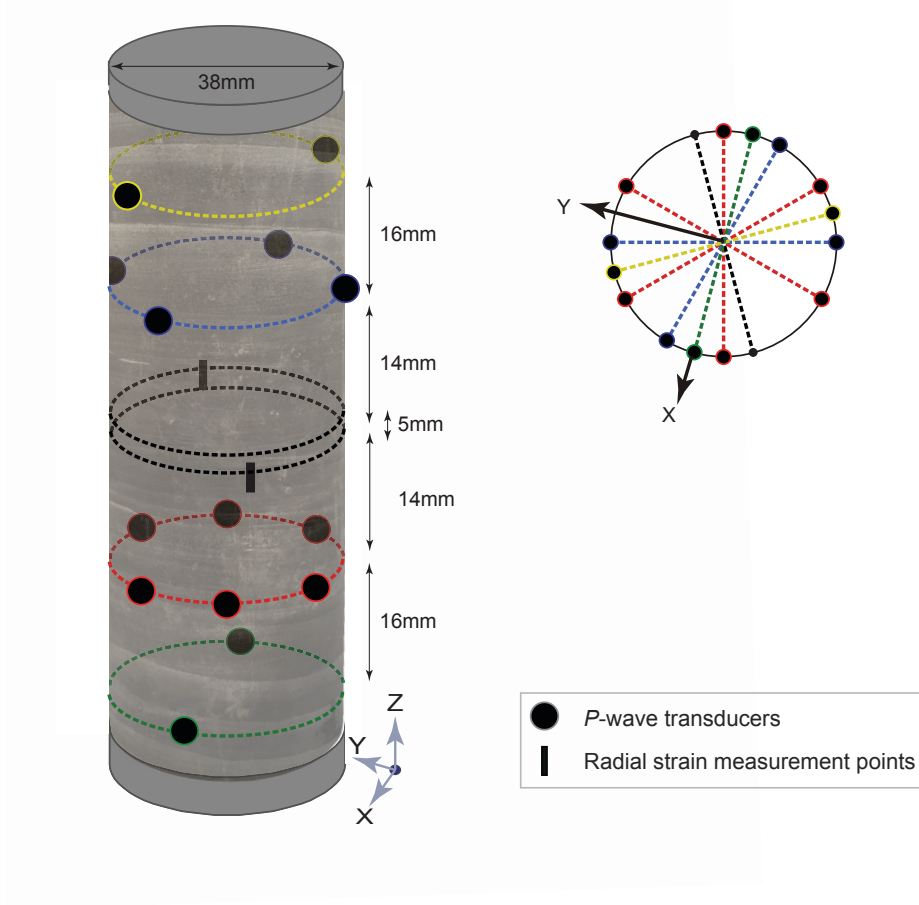 38mm
16mm
14mm
5mm
14mm
16mm
Z
Y
X
Y
X
P-wave transducers
Radial strain measurement points